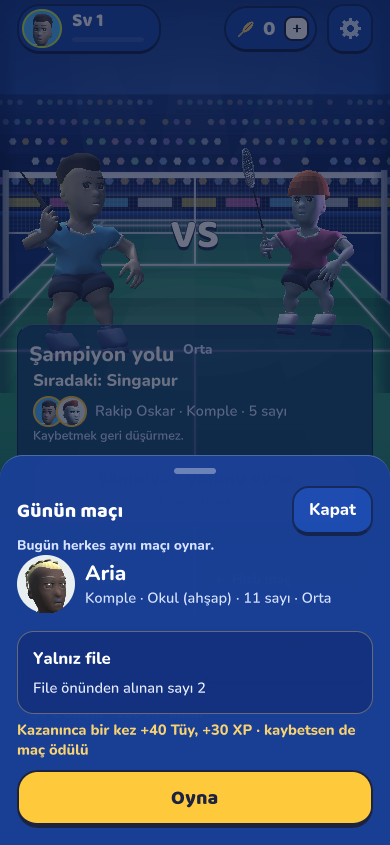 Sv 1
0
+
VS
Şampiyon yolu
Orta
Sıradaki: Singapur
Rakip Oskar · Komple · 5 sayı
Kaybetmek geri düşürmez.
Günün maçı
Kapat
Bugün herkes aynı maçı oynar.
Aria
Komple · Okul (ahşap) · 11 sayı · Orta
Yalnız file
File önünden alınan sayı 2
Kazanınca bir kez +40 Tüy, +30 XP · kaybetsen de
maç ödülü
Oyna